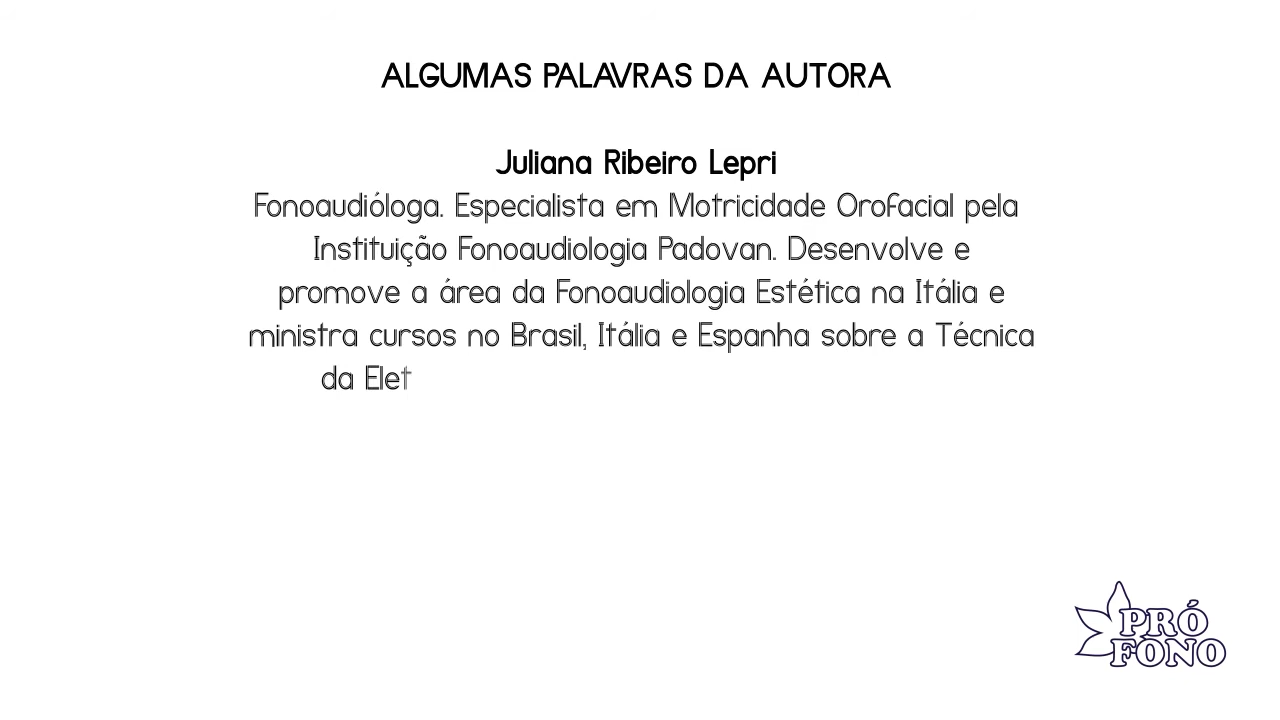 ALGUMAS PALAVRAS DA AUTORA
Juliana Ribeiro Lepri
Fonoaudióloga. Especialista em Motricidade Orofacial pela
Instituição Fonoaudiologia Padovan. Desenvolve e
promove a área da Fonoaudiologia Estética na Itália e
ministra cursos no Brasil, Itália e Espanha sobre a Técnica
da Elet
PRÓ
FONO